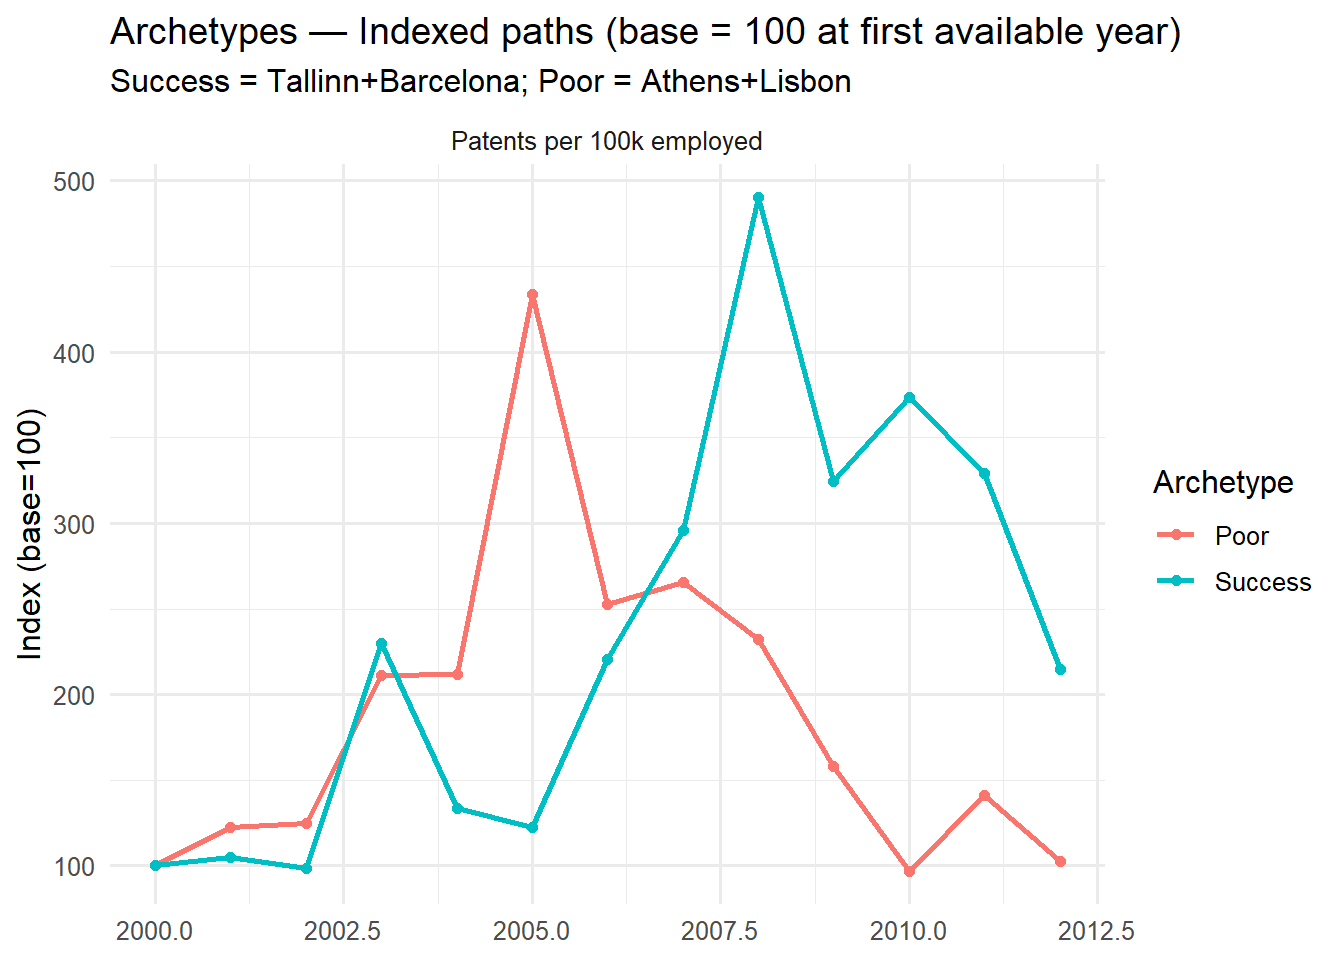 Archetypes — Indexed paths (base = 100 at first available year)
Success = Tallinn+Barcelona; Poor = Athens+Lisbon
Patents per 100k employed
Index (base=100)
500
400
300
200
100
2000.0
2002.5
2005.0
2007.5
2010.0
2012.5
Archetype
Poor
Success